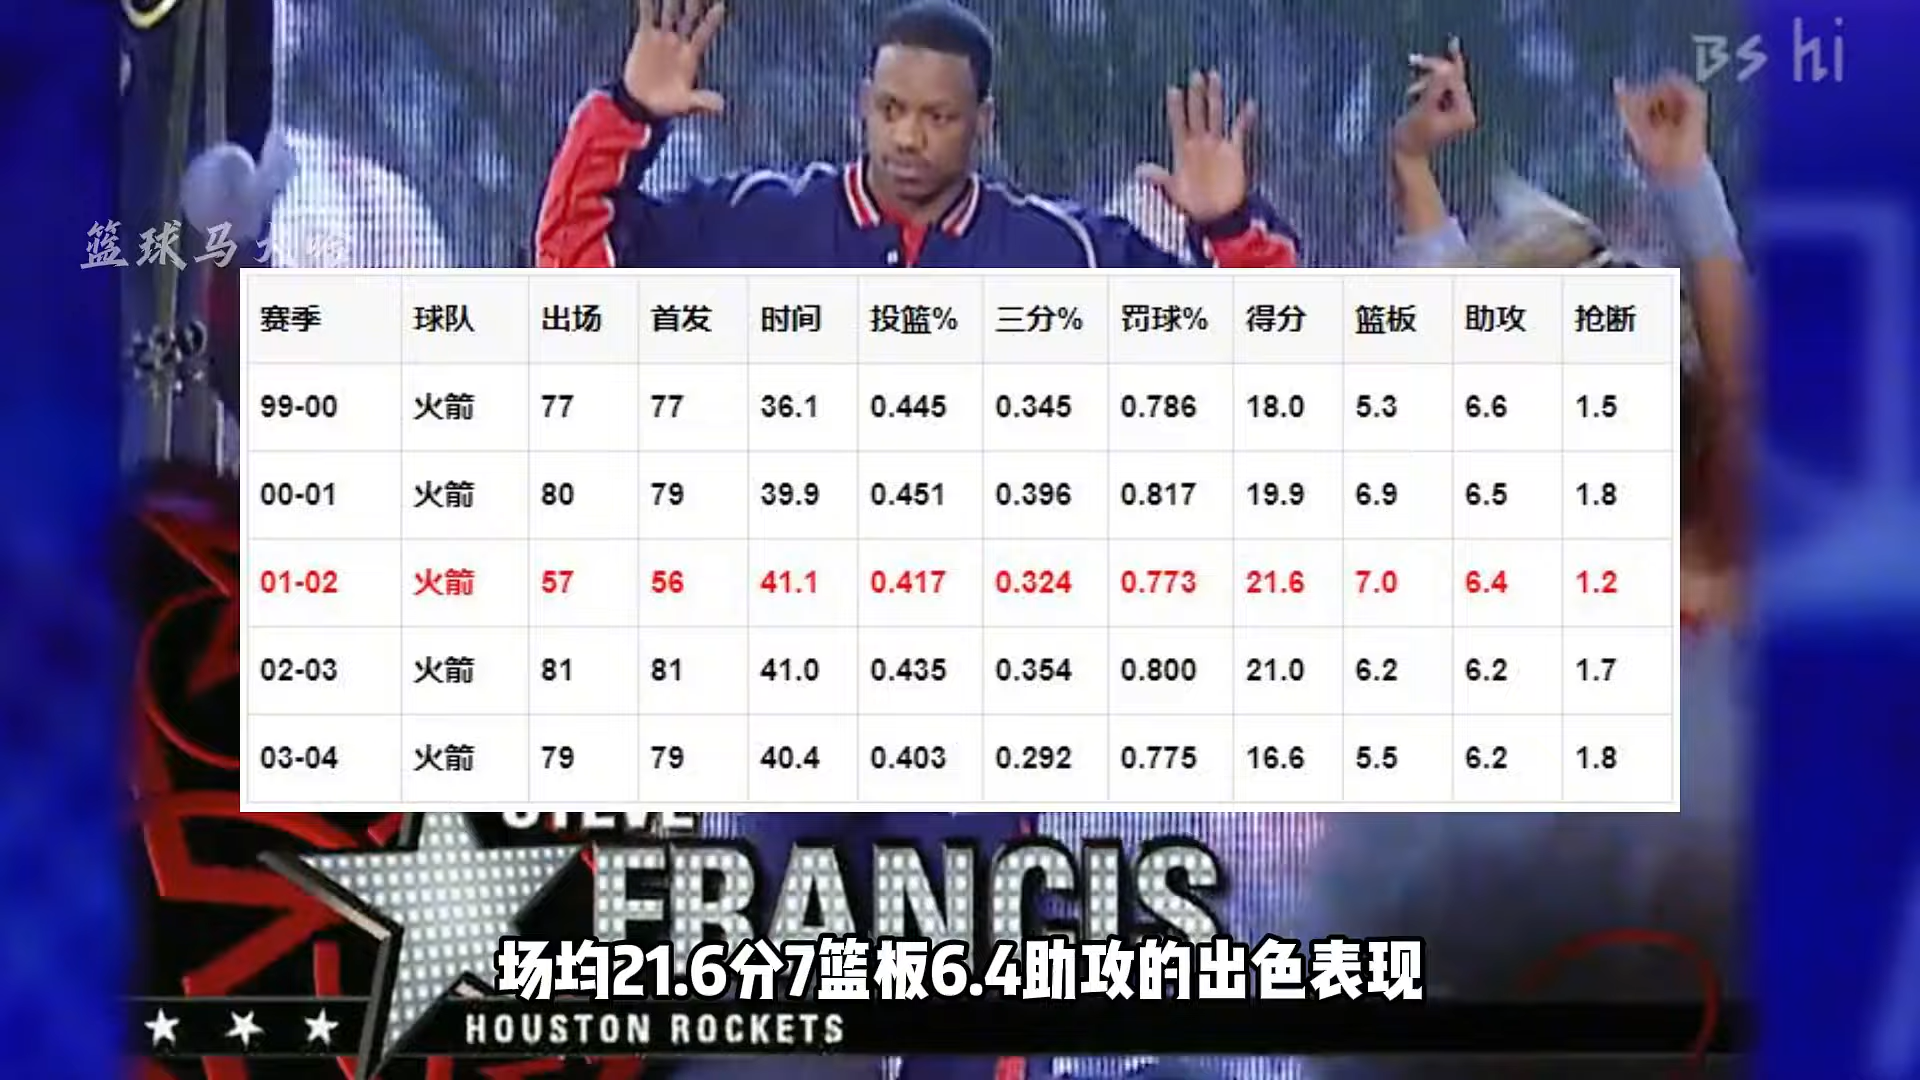 BS hi
篮球马大哈
赛季 球队 出场 首发 时间 投篮% 三分% 罚球% 得分 篮板 助攻 抢断
99-00 火箭 77 77 36.1 0.445 0.345 0.786 18.0 5.3 6.6 1.5
00-01 火箭 80 79 39.9 0.451 0.396 0.817 19.9 6.9 6.5 1.8
01-02 火箭 57 56 41.1 0.417 0.324 0.773 21.6 7.0 6.4 1.2
02-03 火箭 81 81 41.0 0.435 0.354 0.800 21.0 6.2 6.2 1.7
03-04 火箭 79 79 40.4 0.403 0.292 0.775 16.6 5.5 6.2 1.8
STEVE
FRANCIS
场均21.6分7篮板6.4助攻的出色表现
HOUSTON ROCKETS